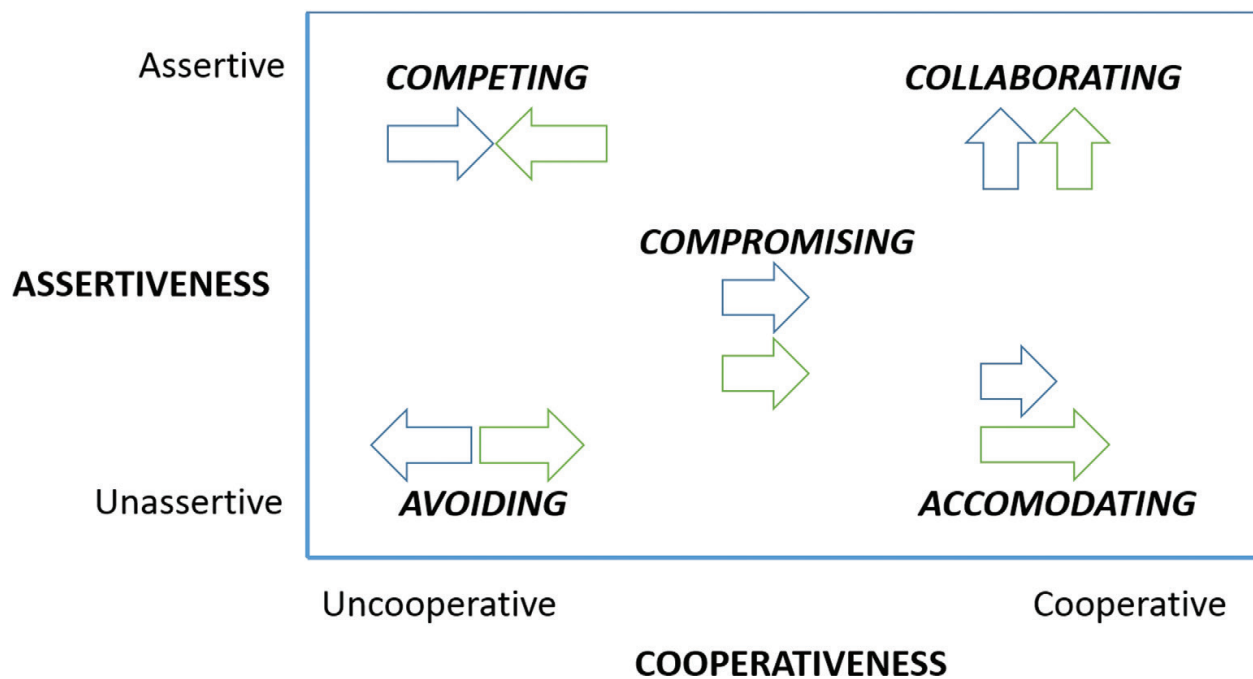 Assertive
COMPETING
COLLABORATING
COMPROMISING
ASSERTIVENESS
Unassertive
AVOIDING
ACCOMODATING
Uncooperative
Cooperative
COOPERATIVENESS